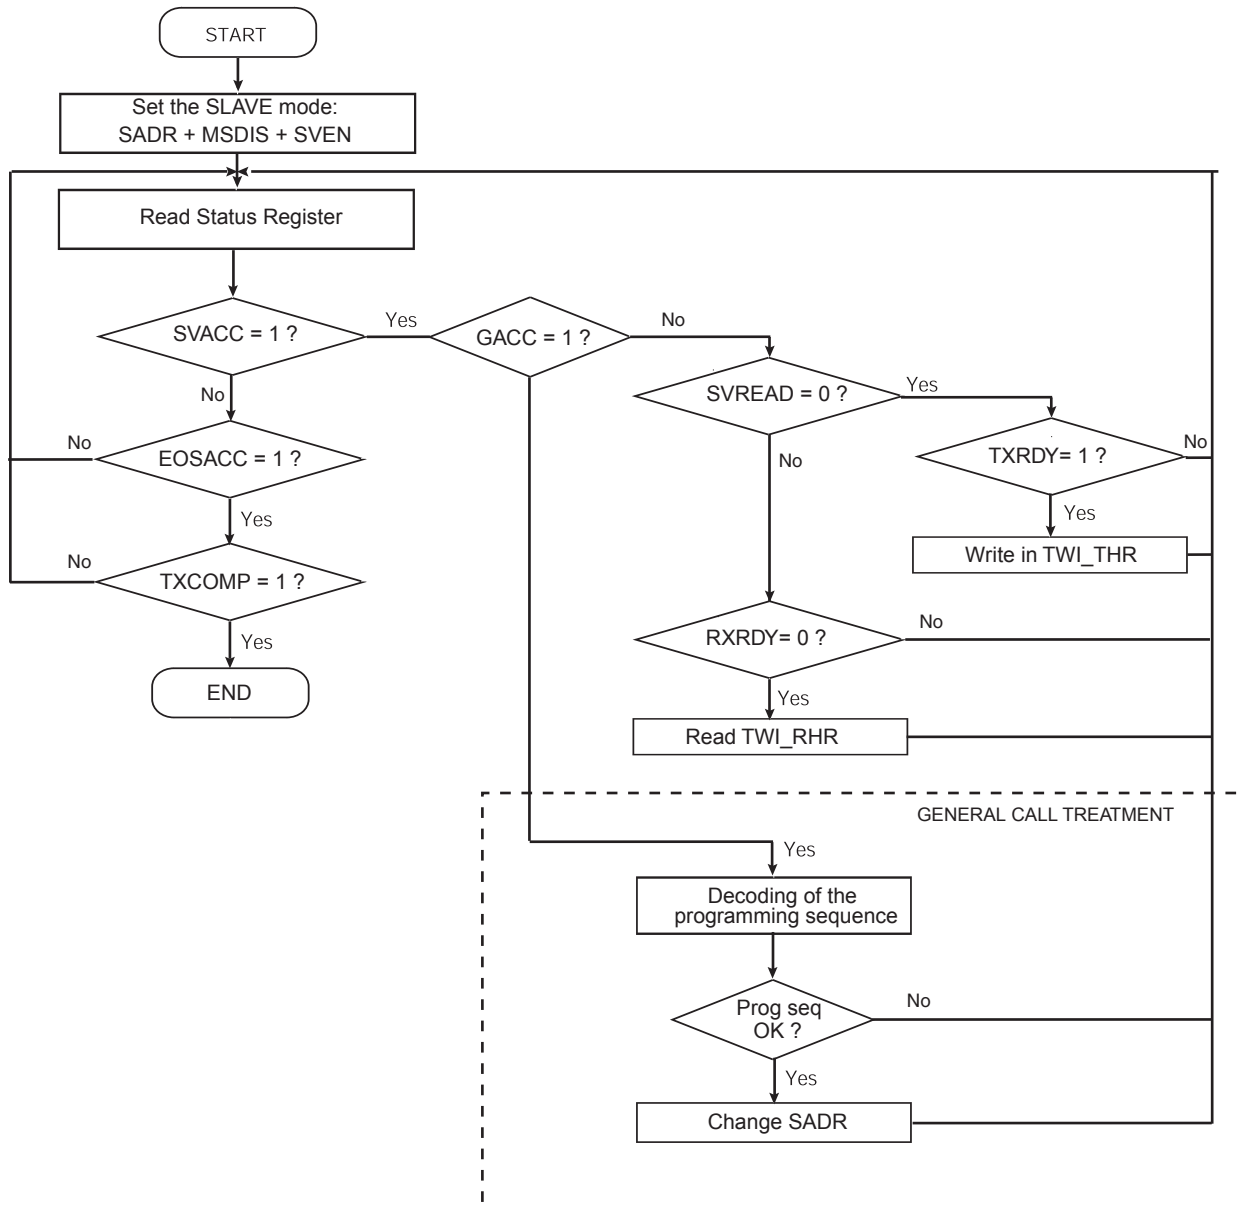 START
Set the SLAVE mode:
SADR + MSDIS + SVEN
Read Status Register
SVACC = 1 ?
Yes
GACC = 1 ?
No
SVREAD = 0 ?
Yes
No
EOSACC = 1 ?
No
No
TXRDY= 1 ?
No
Yes
Yes
Write in TWI_THR
No
TXCOMP = 1 ?
RXRDY= 0 ?
No
Yes
END
Yes
Read TWI_RHR
GENERAL CALL TREATMENT
Yes
Decoding of the
programming sequence
Prog seq
OK ?
No
Yes
Change SADR